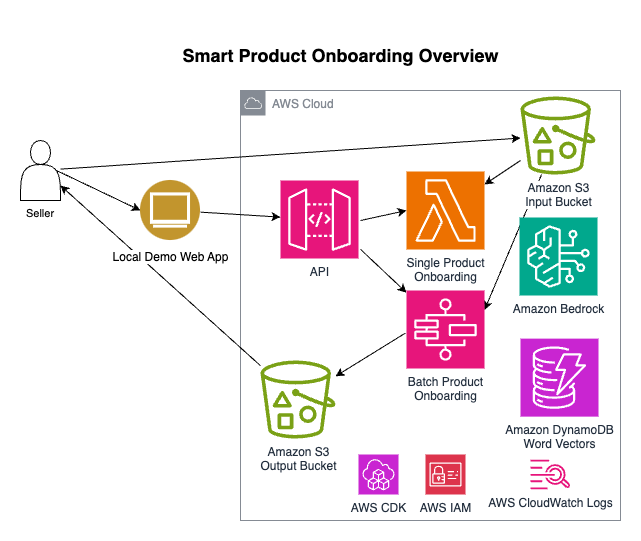 Smart Product Onboarding Overview
AWS Cloud
Seller
Local Demo Web App
API
Single Product
Onboarding
Amazon S3
Input Bucket
Amazon Bedrock
Batch Product
Onboarding
Amazon DynamoDB
Word Vectors
Amazon S3
Output Bucket
AWS CDK
AWS IAM
AWS CloudWatch Logs